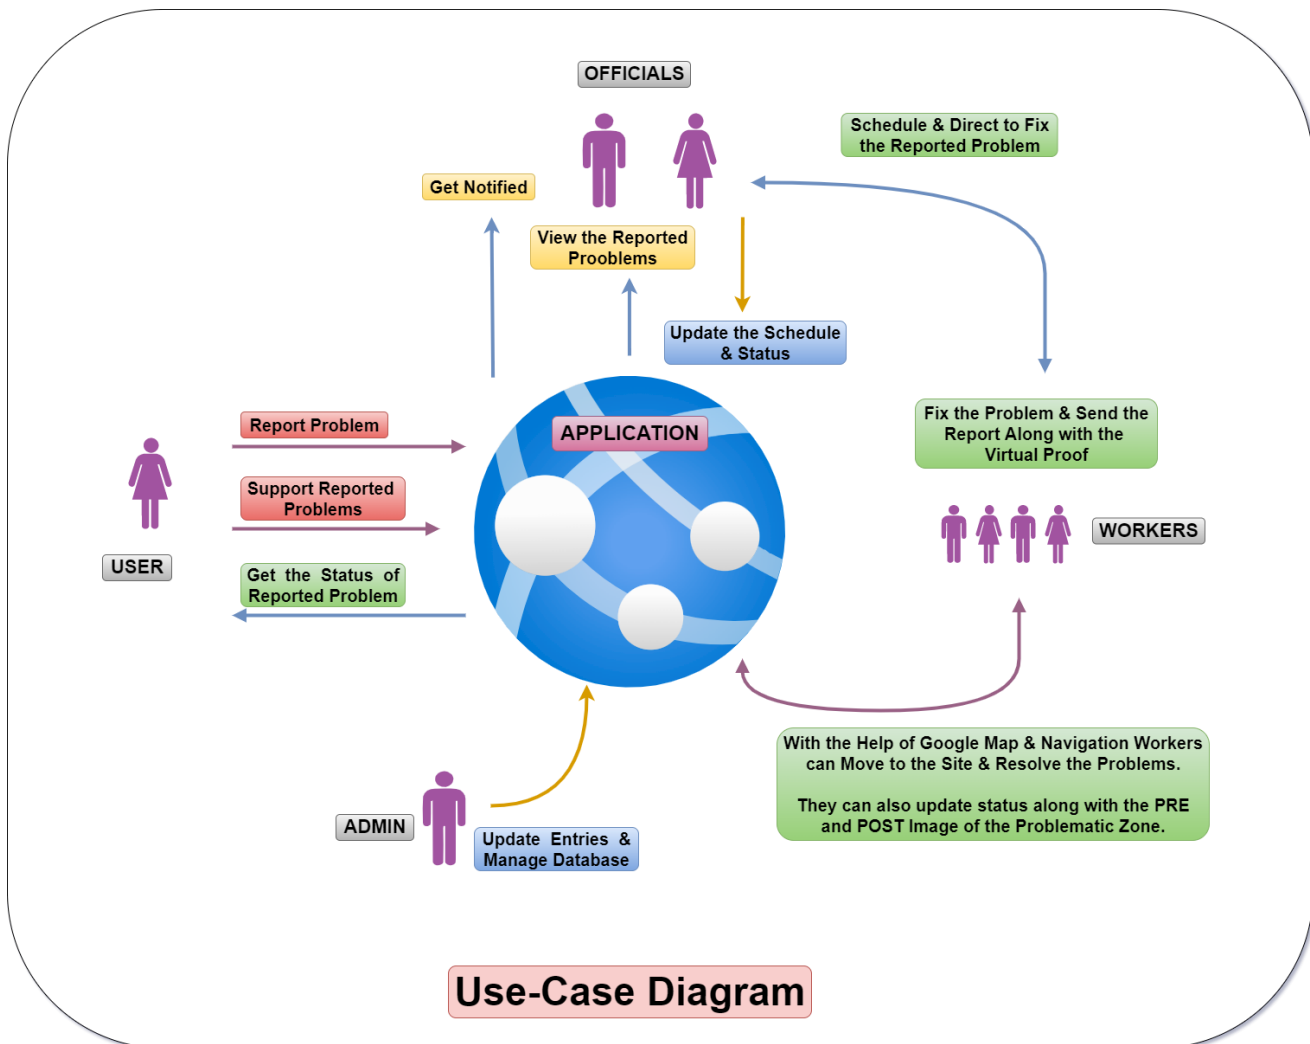 OFFICIALS
Schedule & Direct to Fix
the Reported Problem
Get Notified
View the Reported
Prooblems
Update the Schedule
& Status
Report Problem
APPLICATION
Fix the Problem & Send the
Report Along with the
Virtual Proof
Support Reported
Problems
WORKERS
USER
Get the Status of
Reported Problem
With the Help of Google Map & Navigation Workers
can Move to the Site & Resolve the Problems.
They can also update status along with the PRE
and POST Image of the Problematic Zone.
ADMIN
Update Entries &
Manage Database
Use-Case Diagram